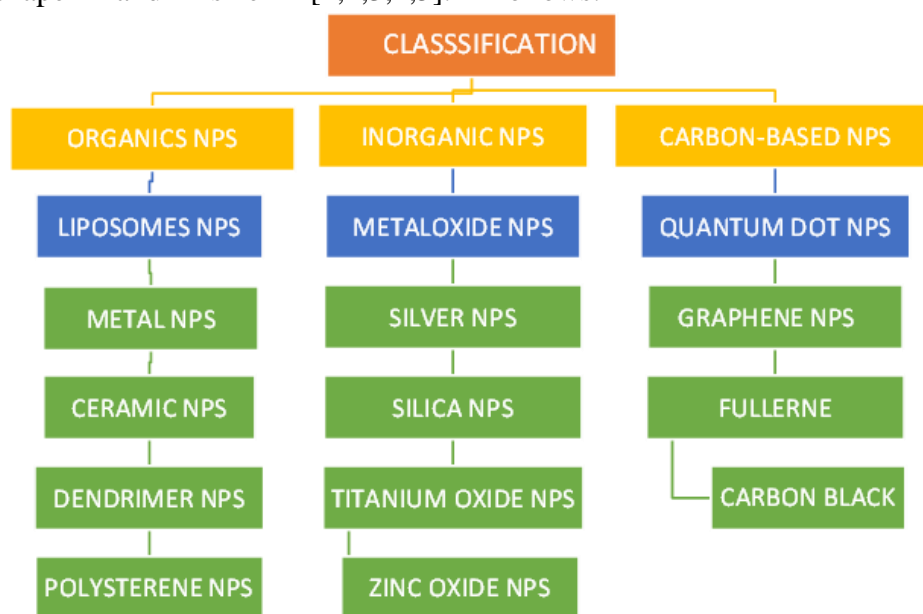 CLASSSIFICATION
ORGANICS NPS
INORGANIC NPS
CARBON-BASED NPS
LIPOSOMES NPS
METALOXIDE NPS
QUANTUM DOT NPS
METAL NPS
SILVER NPS
GRAPHENE NPS
CERAMIC NPS
SILICA NPS
FULLERNE
DENDRIMER NPS
TITANIUM OXIDE NPS
CARBON BLACK
POLYSTERENE NPS
ZINC OXIDE NPS